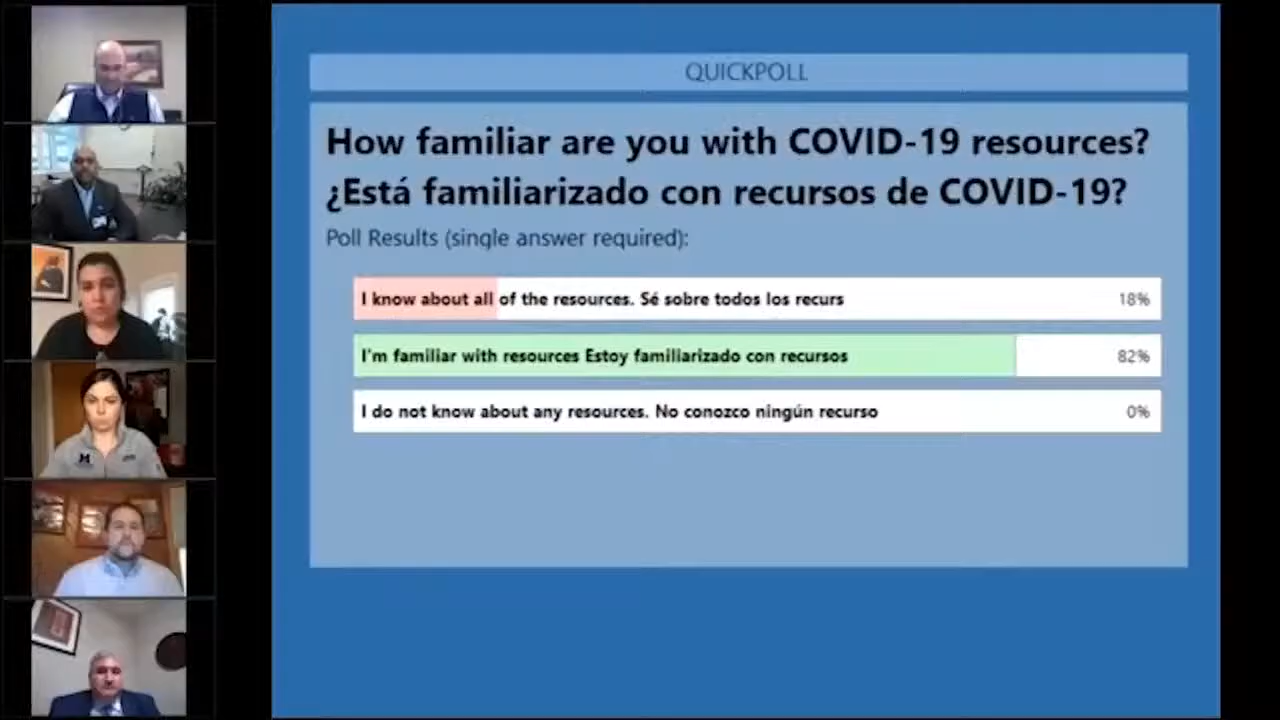 QUICKPOLL
How familiar are you with COVID-19 resources?
¿Está familiarizado con recursos de COVID-19?
Poll Results (single answer required):
I know about all of the resources. Sé sobre todos los recurs 18%
I'm familiar with resources Estoy familiarizado con recursos 82%
I do not know about any resources. No conozco ningún recurso 0%